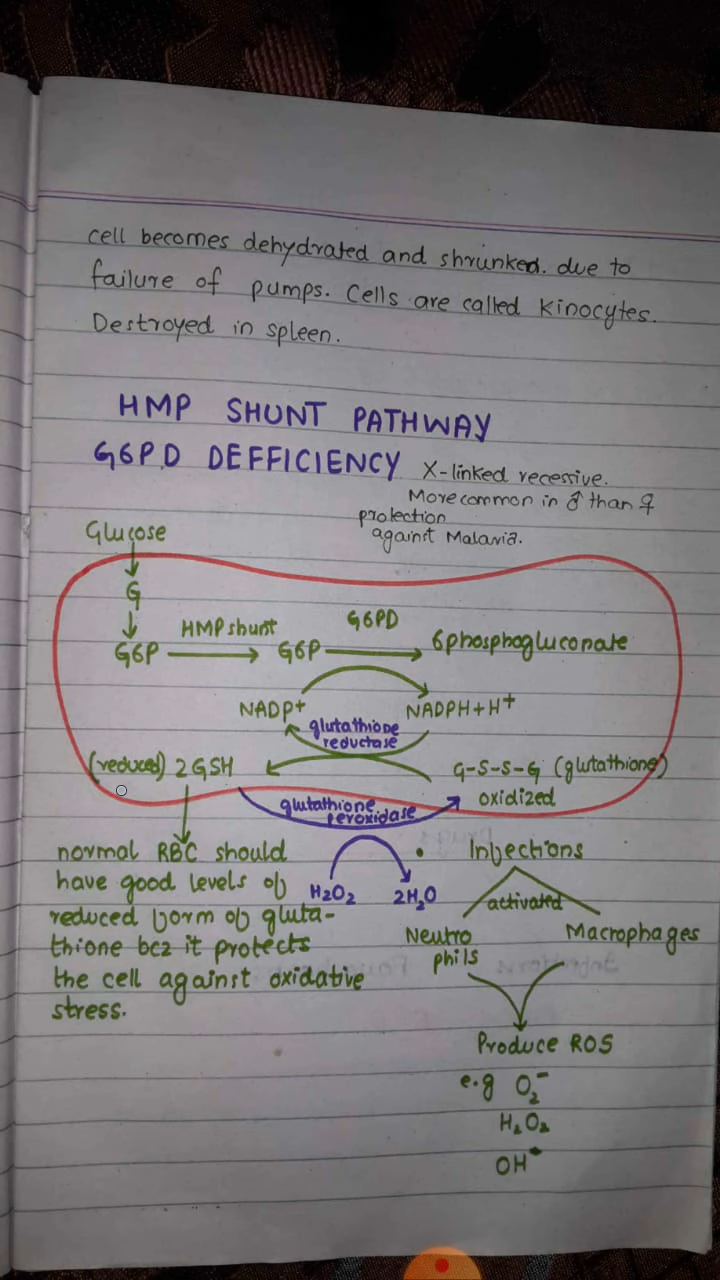 cell becomes dehydrated and shrunked. due to
failure of pumps. Cells are called Kinocytes.
Destroyed in spleen.
HMP SHUNT PATHWAY
G6P.D DEFFICIENCY X-linked recessive.
More common in ♂ than ♀
protection
against Malaria.
Glucose
G
HMP shunt G6PD
G6P → G6P → 6phosphogluconate
NADP+ NADPH+H+
glutathione
reductase
(reduced) 2GSH G-S-S-G (glutathione)
oxidized
glutathione
peroxidase
H2O2 2H2O
normal RBC should
have good levels of
reduced form of gluta-
thione bcz it protects
the cell against oxidative
stress.
• Infections
activated
Neutro
phils
Macrophages
Produce ROS
e.g O2-
H2O2
OH•